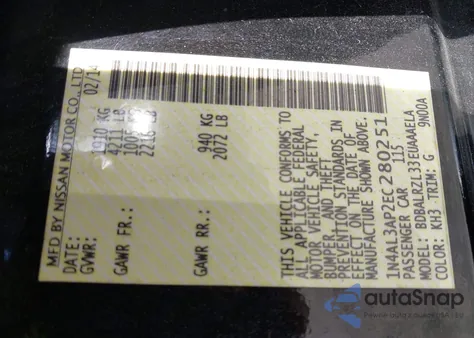 MFD BY NISSAN MOTOR CO., LTD.
DATE: 02/14
GVWR: 1910 KG
4211 LB
GAWR FR.: KG
2216 LB
GAWR RR.: 940 KG
2072 LB
THIS VEHICLE CONFORMS TO
ALL APPLICABLE FEDERAL
MOTOR VEHICLE SAFETY,
BUMPER, AND THEFT
PREVENTION STANDARDS IN
EFFECT ON THE DATE OF
MANUFACTURE SHOWN ABOVE.
1N4AL3AP2EC280251
PASSENGER CAR 115
MODEL: BDBALRZL33EUAAAELA
COLOR: KH3 TRIM: G 9N00A
autoSnap